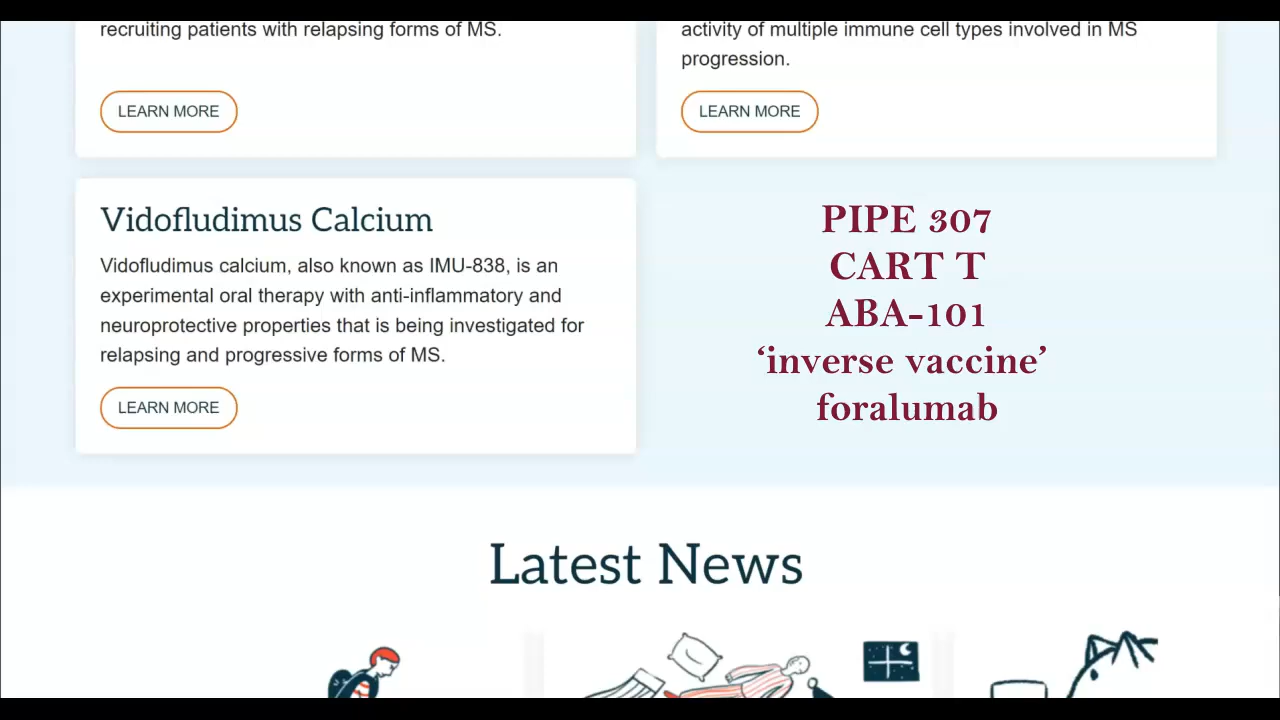 recruiting patients with relapsing forms of MS.
LEARN MORE
activity of multiple immune cell types involved in MS
progression.
LEARN MORE
Vidofludimus Calcium
Vidofludimus calcium, also known as IMU-838, is an
experimental oral therapy with anti-inflammatory and
neuroprotective properties that is being investigated for
relapsing and progressive forms of MS.
LEARN MORE
PIPE 307
CART T
ABA-101
‘inverse vaccine’
foralumab
Latest News